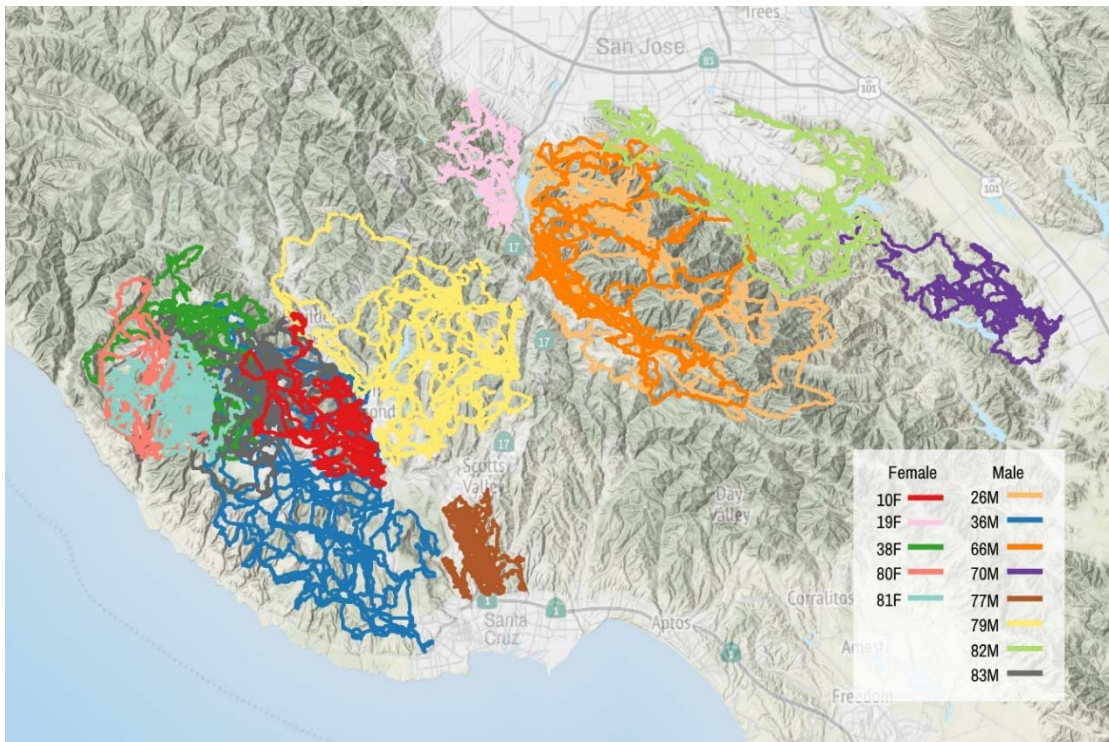 Trees
San Jose
85
101
101
17
17
17
Scotts
Valley
Day
Valley
Santa
Cruz
1
1
Aptos
Corralitos
Amesti
Freedom
Female Male
10F 26M
19F 36M
38F 66M
80F 70M
81F 77M
79M
82M
83M